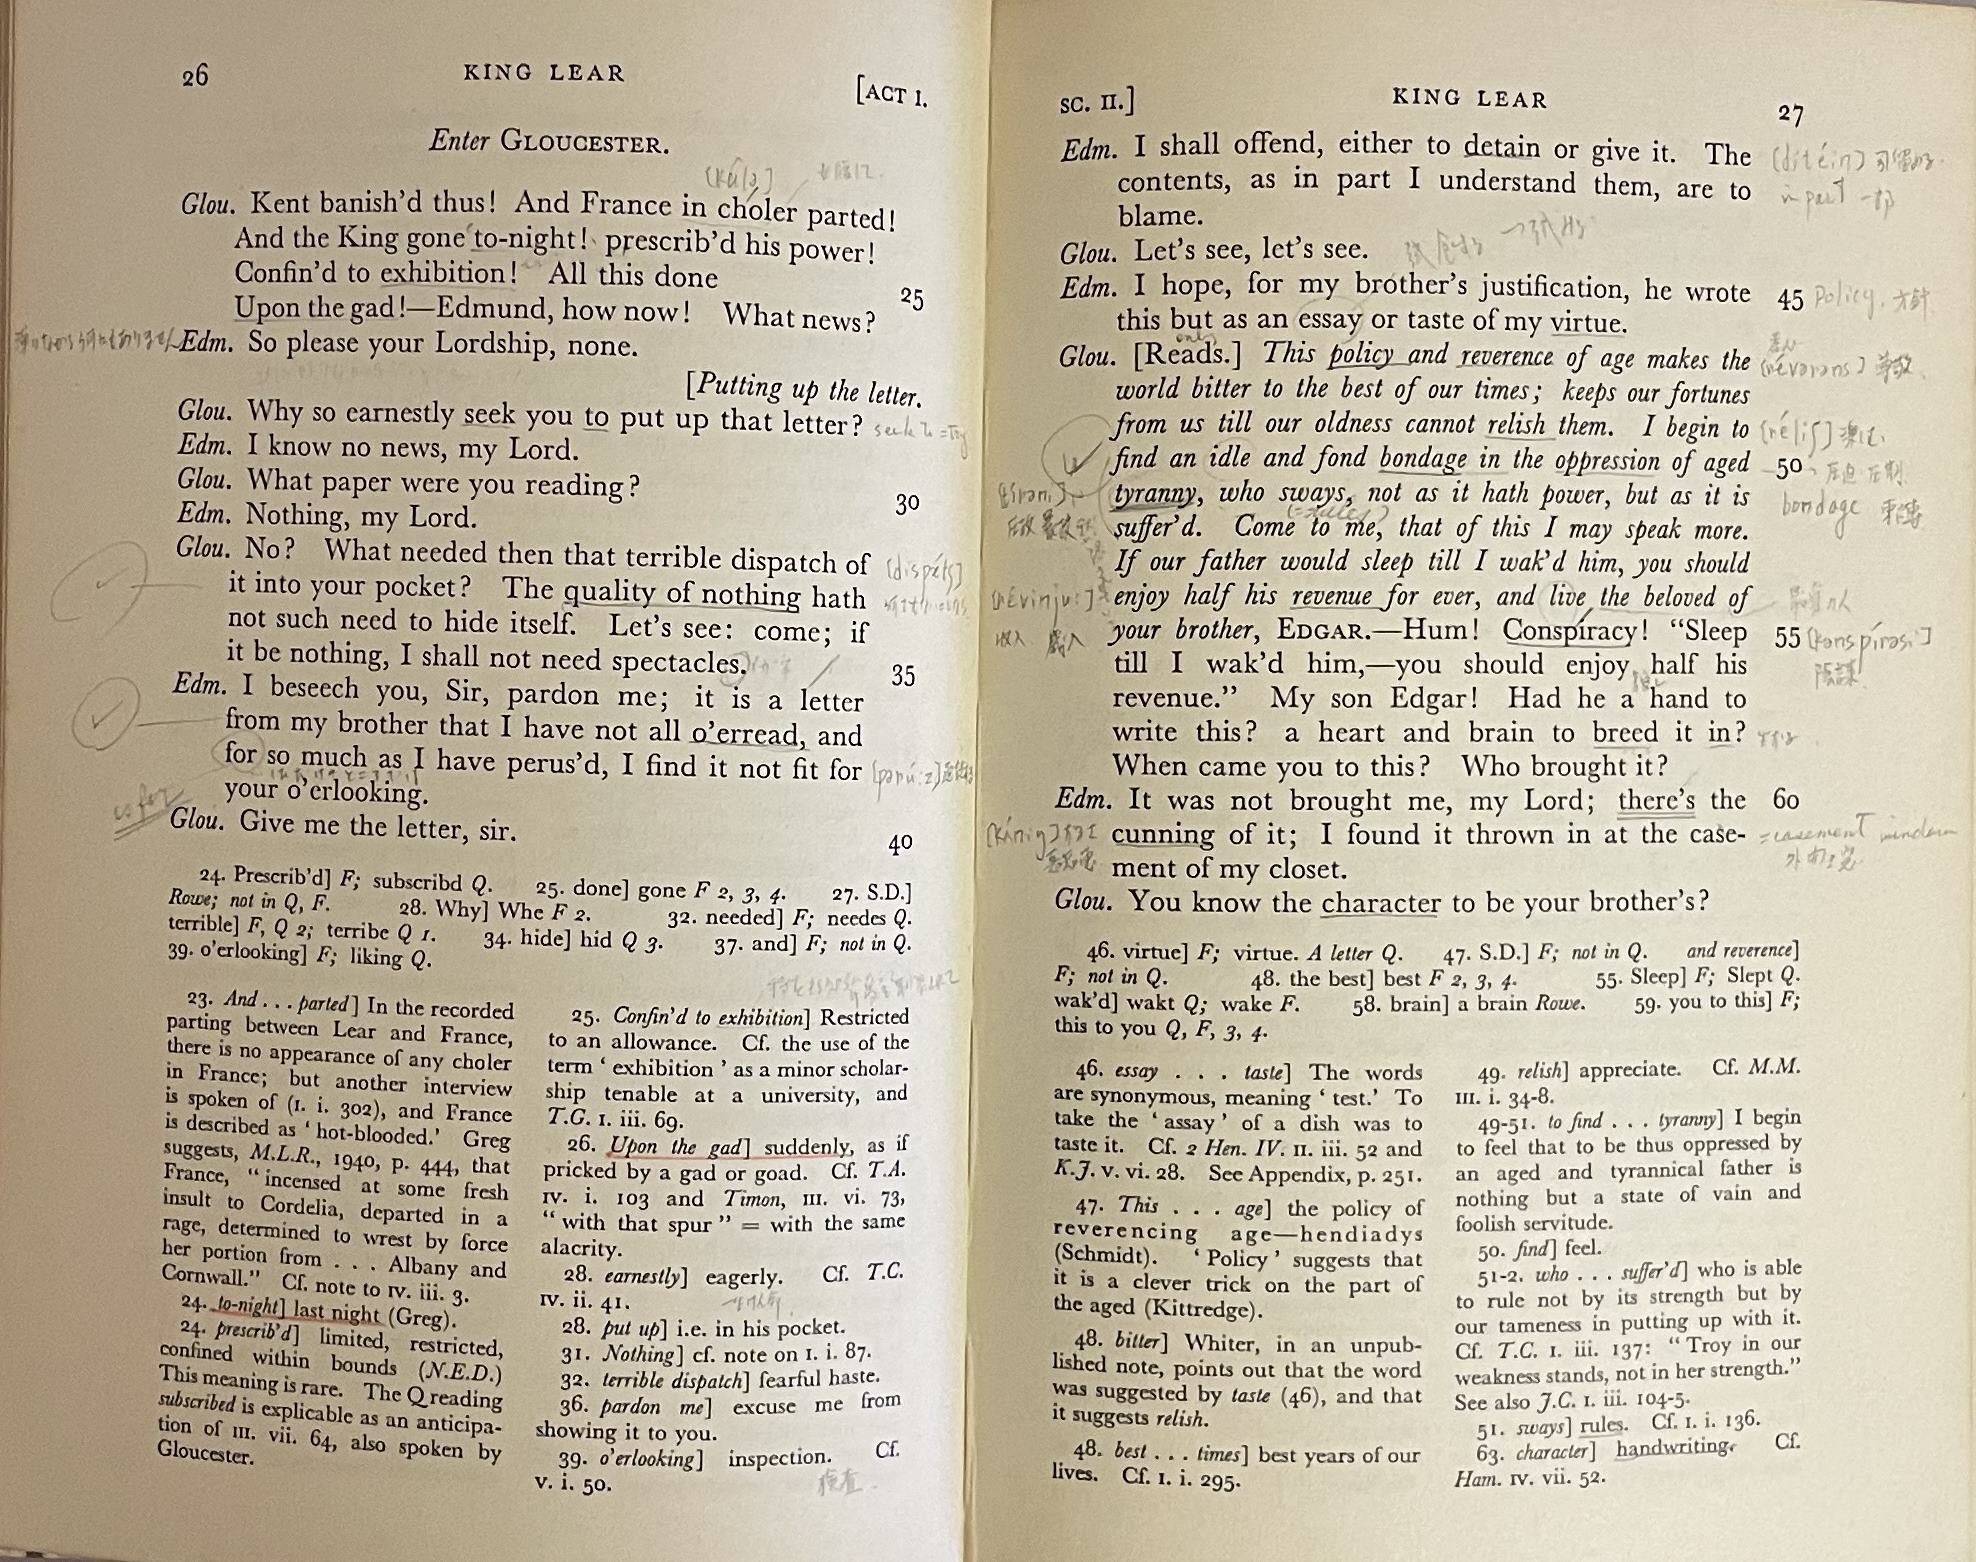 26 KING LEAR [ACT I.
Enter GLOUCESTER.
Glou. Kent banish'd thus! And France in choler parted!
And the King gone to-night! prescrib'd his power!
Confin'd to exhibition! All this done
Upon the gad!—Edmund, how now! What news? 25
Edm. So please your Lordship, none.
[Putting up the letter.
Glou. Why so earnestly seek you to put up that letter?
Edm. I know no news, my Lord.
Glou. What paper were you reading?
Edm. Nothing, my Lord. 30
Glou. No? What needed then that terrible dispatch of
it into your pocket? The quality of nothing hath
not such need to hide itself. Let's see: come; if
it be nothing, I shall not need spectacles. 35
Edm. I beseech you, Sir, pardon me; it is a letter
from my brother that I have not all o'erread, and
for so much as I have perus'd, I find it not fit for
your o'erlooking.
Glou. Give me the letter, sir. 40
24. Prescrib'd] F; subscribd Q. 25. done] gone F 2, 3, 4. 27. S.D.]
Rowe; not in Q, F. 28. Why] Whe F 2. 32. needed] F; needes Q.
terrible] F, Q 2; terribe Q 1. 34. hide] hid Q 3. 37. and] F; not in Q.
39. o'erlooking] F; liking Q.
23. And . . . parted] In the recorded
parting between Lear and France,
there is no appearance of any choler
in France; but another interview
is spoken of (I. i. 302), and France
is described as 'hot-blooded.' Greg
suggests, M.L.R., 1940, p. 444, that
France, "incensed at some fresh
insult to Cordelia, departed in a
rage, determined to wrest by force
her portion from . . . Albany and
Cornwall." Cf. note to IV. iii. 3.
24. to-night] last night (Greg).
24. prescrib'd] limited, restricted,
confined within bounds (N.E.D.)
This meaning is rare. The Q reading
subscribed is explicable as an anticipa-
tion of III. vii. 64, also spoken by
Gloucester.
25. Confin'd to exhibition] Restricted
to an allowance. Cf. the use of the
term 'exhibition' as a minor scholar-
ship tenable at a university, and
T.G. I. iii. 69.
26. Upon the gad] suddenly, as if
pricked by a gad or goad. Cf. T.A.
IV. i. 103 and Timon, III. vi. 73,
"with that spur" = with the same
alacrity.
28. earnestly] eagerly. Cf. T.C.
IV. ii. 41.
28. put up] i.e. in his pocket.
31. Nothing] cf. note on I. i. 87.
32. terrible dispatch] fearful haste.
36. pardon me] excuse me from
showing it to you.
39. o'erlooking] inspection. Cf.
V. i. 50.
検査
SC. II.] KING LEAR 27
Edm. I shall offend, either to detain or give it. The
contents, as in part I understand them, are to
blame.
in part 一部
Glou. Let's see, let's see.
Edm. I hope, for my brother's justification, he wrote 45
this but as an essay or taste of my virtue.
Policy. 方針
Glou. [Reads.] This policy and reverence of age makes the
world bitter to the best of our times; keeps our fortunes
from us till our oldness cannot relish them. I begin to
find an idle and fond bondage in the oppression of aged 50
tyranny, who sways, not as it hath power, but as it is
bondage
suffer'd. Come to me, that of this I may speak more.
If our father would sleep till I wak'd him, you should
enjoy half his revenue for ever, and live the beloved of
your brother, EDGAR.—Hum! Conspiracy! "Sleep 55
till I wak'd him,—you should enjoy half his
陰謀
revenue." My son Edgar! Had he a hand to
write this? a heart and brain to breed it in?
When came you to this? Who brought it?
Edm. It was not brought me, my Lord; there's the 60
cunning of it; I found it thrown in at the case-
=casement window
ment of my closet.
Glou. You know the character to be your brother's?
46. virtue] F; virtue. A letter Q. 47. S.D.] F; not in Q. and reverence]
F; not in Q. 48. the best] best F 2, 3, 4. 55. Sleep] F; Slept Q.
wak'd] wakt Q; wake F. 58. brain] a brain Rowe. 59. you to this] F;
this to you Q, F, 3, 4.
46. essay . . . taste] The words
are synonymous, meaning 'test.' To
take the 'assay' of a dish was to
taste it. Cf. 2 Hen. IV. II. iii. 52 and
K.J. V. vi. 28. See Appendix, p. 251.
47. This . . . age] the policy of
reverencing age—hendiadys
(Schmidt). 'Policy' suggests that
it is a clever trick on the part of
the aged (Kittredge).
48. bitter] Whiter, in an unpub-
lished note, points out that the word
was suggested by taste (46), and that
it suggests relish.
48. best . . . times] best years of our
lives. Cf. I. i. 295.
49. relish] appreciate. Cf. M.M.
III. i. 34-8.
49-51. to find . . . tyranny] I begin
to feel that to be thus oppressed by
an aged and tyrannical father is
nothing but a state of vain and
foolish servitude.
50. find] feel.
51-2. who . . . suffer'd] who is able
to rule not by its strength but by
our tameness in putting up with it.
Cf. T.C. I. iii. 137: "Troy in our
weakness stands, not in her strength."
See also J.C. I. iii. 104-5.
51. sways] rules. Cf. I. i. 136.
63. character] handwriting. Cf.
Ham. IV. vii. 52.